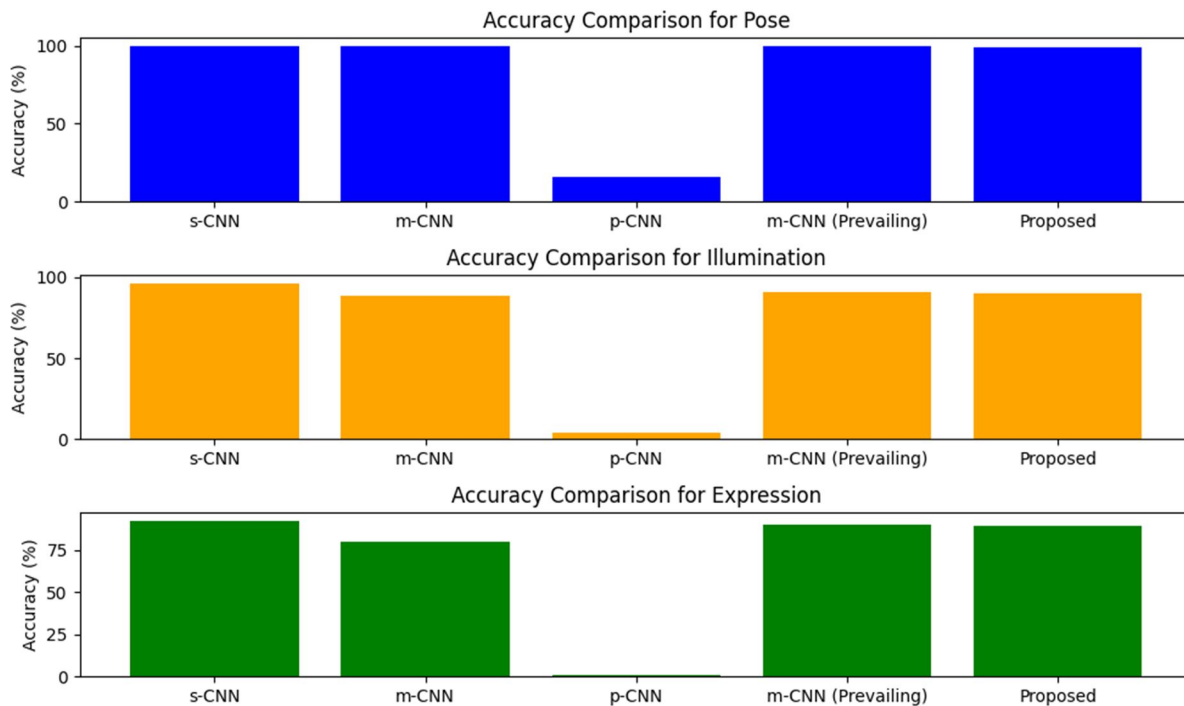 Accuracy Comparison for Pose
Accuracy (%)
100
50
0
s-CNN m-CNN p-CNN m-CNN (Prevailing) Proposed
Accuracy Comparison for Illumination
Accuracy (%)
100
50
0
s-CNN m-CNN p-CNN m-CNN (Prevailing) Proposed
Accuracy Comparison for Expression
Accuracy (%)
75
50
25
0
s-CNN m-CNN p-CNN m-CNN (Prevailing) Proposed